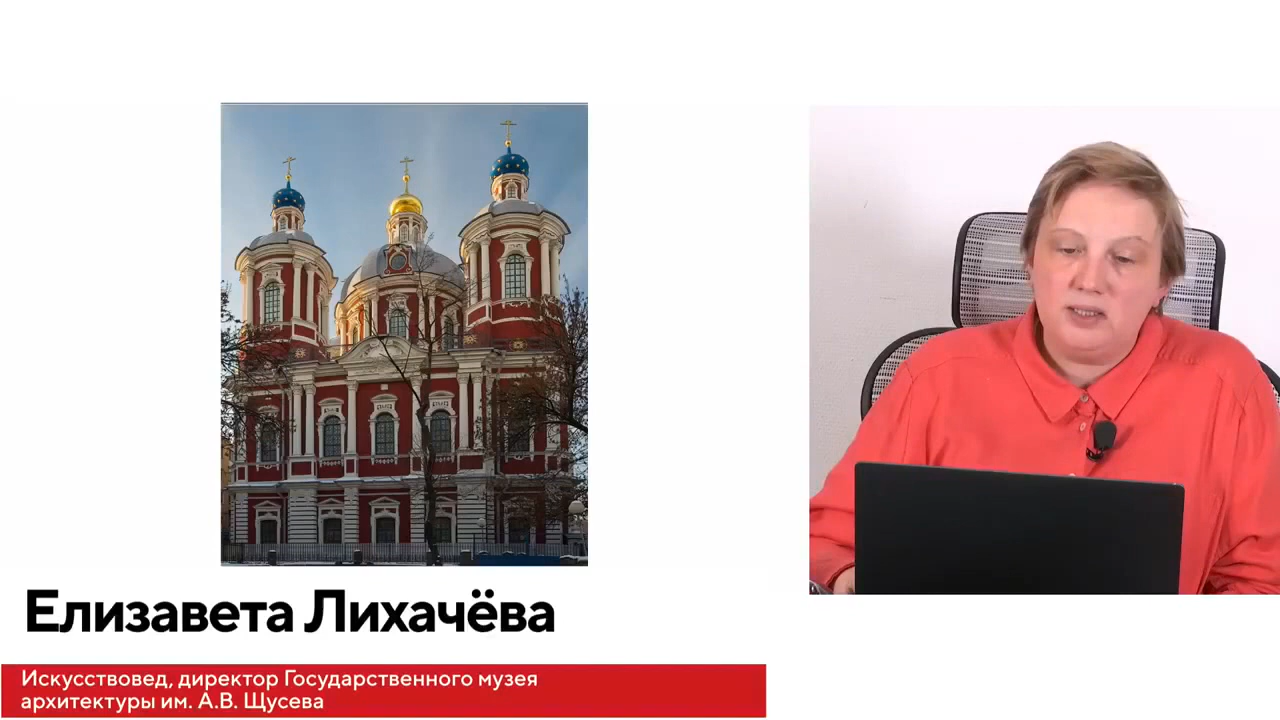 Елизавета Лихачёва
Искусствовед, директор Государственного музея
архитектуры им. А.В. Щусева